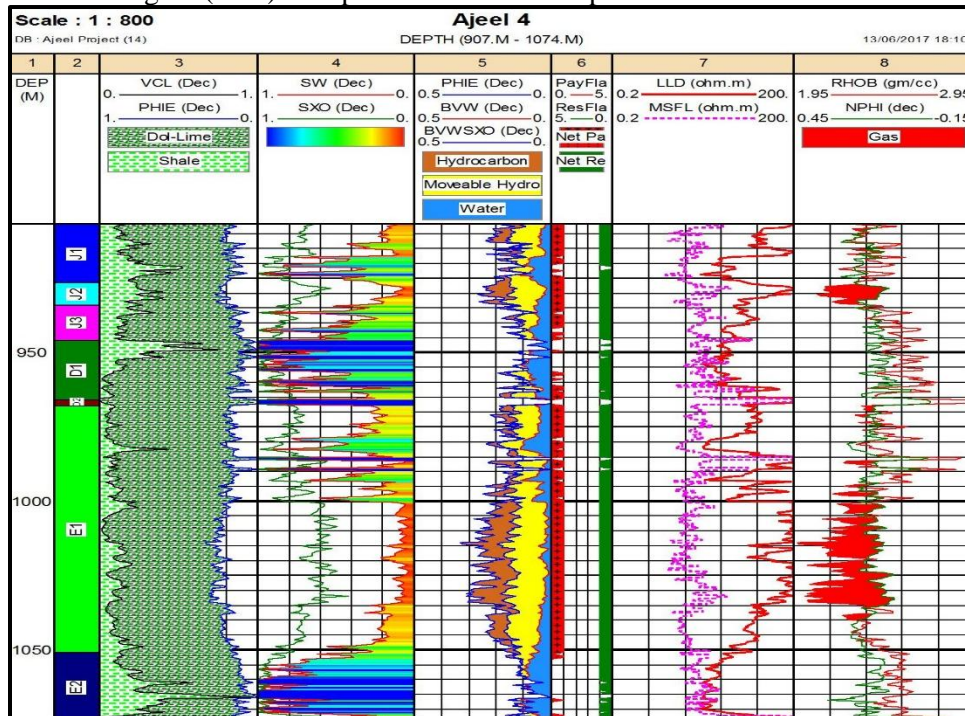 Scale : 1 : 800
Ajeel 4
DB : Ajeel Project (14)
DEPTH (907.M - 1074.M)
13/06/2017 18:10
1 2 3 4 5 6 7 8
DEP
(M)
VCL (Dec)
0. 1.
PHIE (Dec)
1. 0.
Dol-Lime
Shale
SW (Dec)
1. 0.
SXO (Dec)
1. 0.
PHIE (Dec)
0.5 0.
BVW (Dec)
0.5 0.
BVWSXO (Dec)
0.5 0.
Hydrocarbon
Moveable Hydro
Water
PayFla
0. 5.
ResFla
5. 0.
Net Pa
Net Re
LLD (ohm.m)
0.2 200.
MSFL (ohm.m)
0.2 200.
RHOB (gm/cc)
1.95 2.95
NPHI (dec)
0.45 -0.15
Gas
J1
J2
J3
950
D1
1000
E1
1050
E2